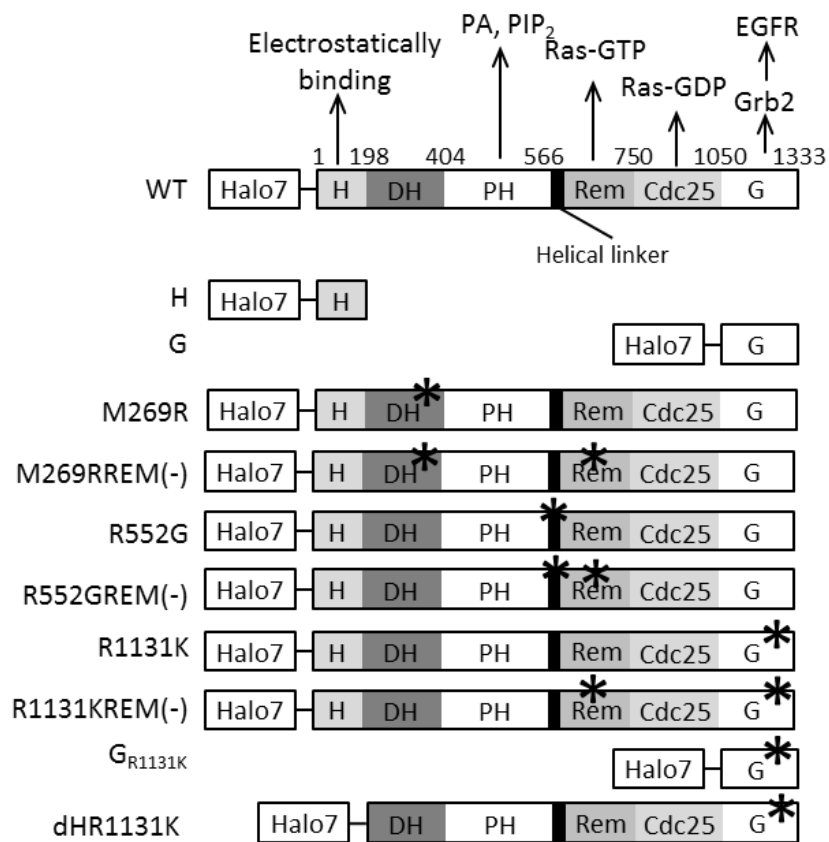 PA, PIP2
EGFR
Electrostatically
binding
Ras-GTP
Ras-GDP
Grb2
1 198 404 566 750 1050 1333
WT Halo7 H DH PH Rem Cdc25 G
Helical linker
H Halo7 H
G Halo7 G
M269R Halo7 H DH* PH Rem Cdc25 G
M269RREM(-) Halo7 H DH* PH Rem* Cdc25 G
R552G Halo7 H DH PH * Rem Cdc25 G
R552GREM(-) Halo7 H DH PH * Rem* Cdc25 G
R1131K Halo7 H DH PH Rem Cdc25 G*
R1131KREM(-) Halo7 H DH PH Rem* Cdc25 G*
GR1131K Halo7 G*
dHR1131K Halo7 DH PH Rem Cdc25 G*